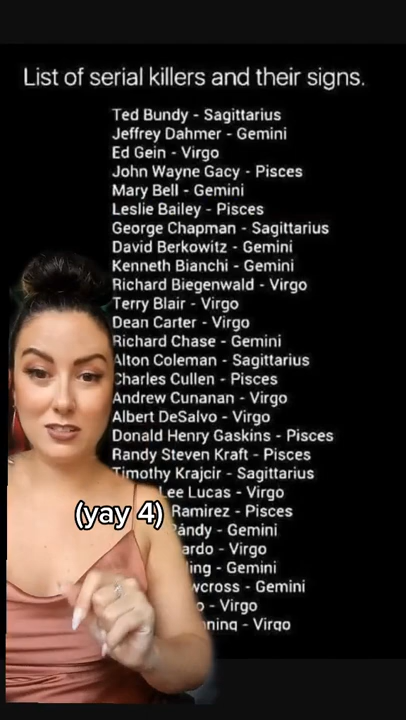 List of serial killers and their signs.
Ted Bundy - Sagittarius
Jeffrey Dahmer - Gemini
Ed Gein - Virgo
John Wayne Gacy - Pisces
Mary Bell - Gemini
Leslie Bailey - Pisces
George Chapman - Sagittarius
David Berkowitz - Gemini
Kenneth Bianchi - Gemini
Richard Biegenwald - Virgo
Terry Blair - Virgo
Dean Carter - Virgo
Richard Chase - Gemini
Alton Coleman - Sagittarius
Charles Cullen - Pisces
Andrew Cunanan - Virgo
Albert DeSalvo - Virgo
Donald Henry Gaskins - Pisces
Randy Steven Kraft - Pisces
Timothy Krajcir - Sagittarius
Lee Lucas - Virgo
(yay 4) Ramirez - Pisces
- Gemini
- Virgo
- Gemini
- Gemini
- Virgo
- Virgo